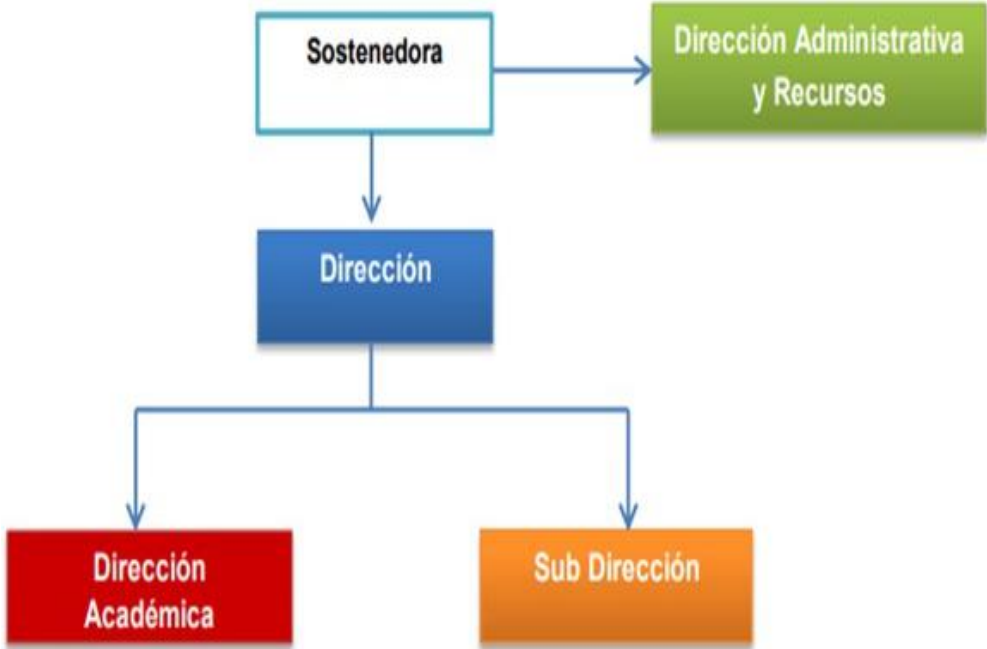 Sostenedora
Dirección Administrativa
y Recursos
Dirección
Dirección
Académica
Sub Dirección